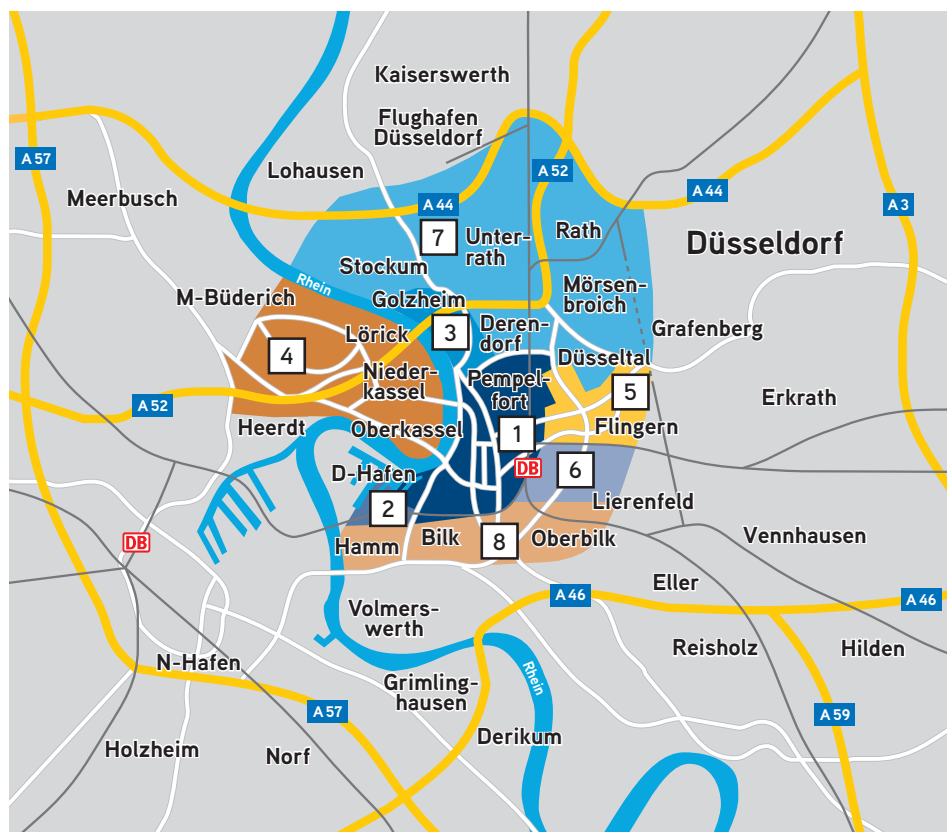 Kaiserswerth
Flughafen
Düsseldorf
A 57
Lohausen
A 52
A 44
Meerbusch
A 44
A 3
7
Unter-
rath
Rath
Düsseldorf
Stockum
Rhein
M-Büderich
Golzheim
Mörsen-
broich
Lörick
3
Deren-
dorf
Grafenberg
4
Düsseltal
Nieder-
kassel
Pempel-
fort
5
A 52
Erkrath
Heerdt
Oberkassel
1
Flingern
D-Hafen
DB
6
2
Lierenfeld
DB
Hamm
Bilk
8
Oberbilk
Vennhausen
Eller
A 46
A 46
Volmers-
werth
Reisholz
Hilden
N-Hafen
Rhein
Grimling-
hausen
A 57
A 59
Derikum
Holzheim
Norf